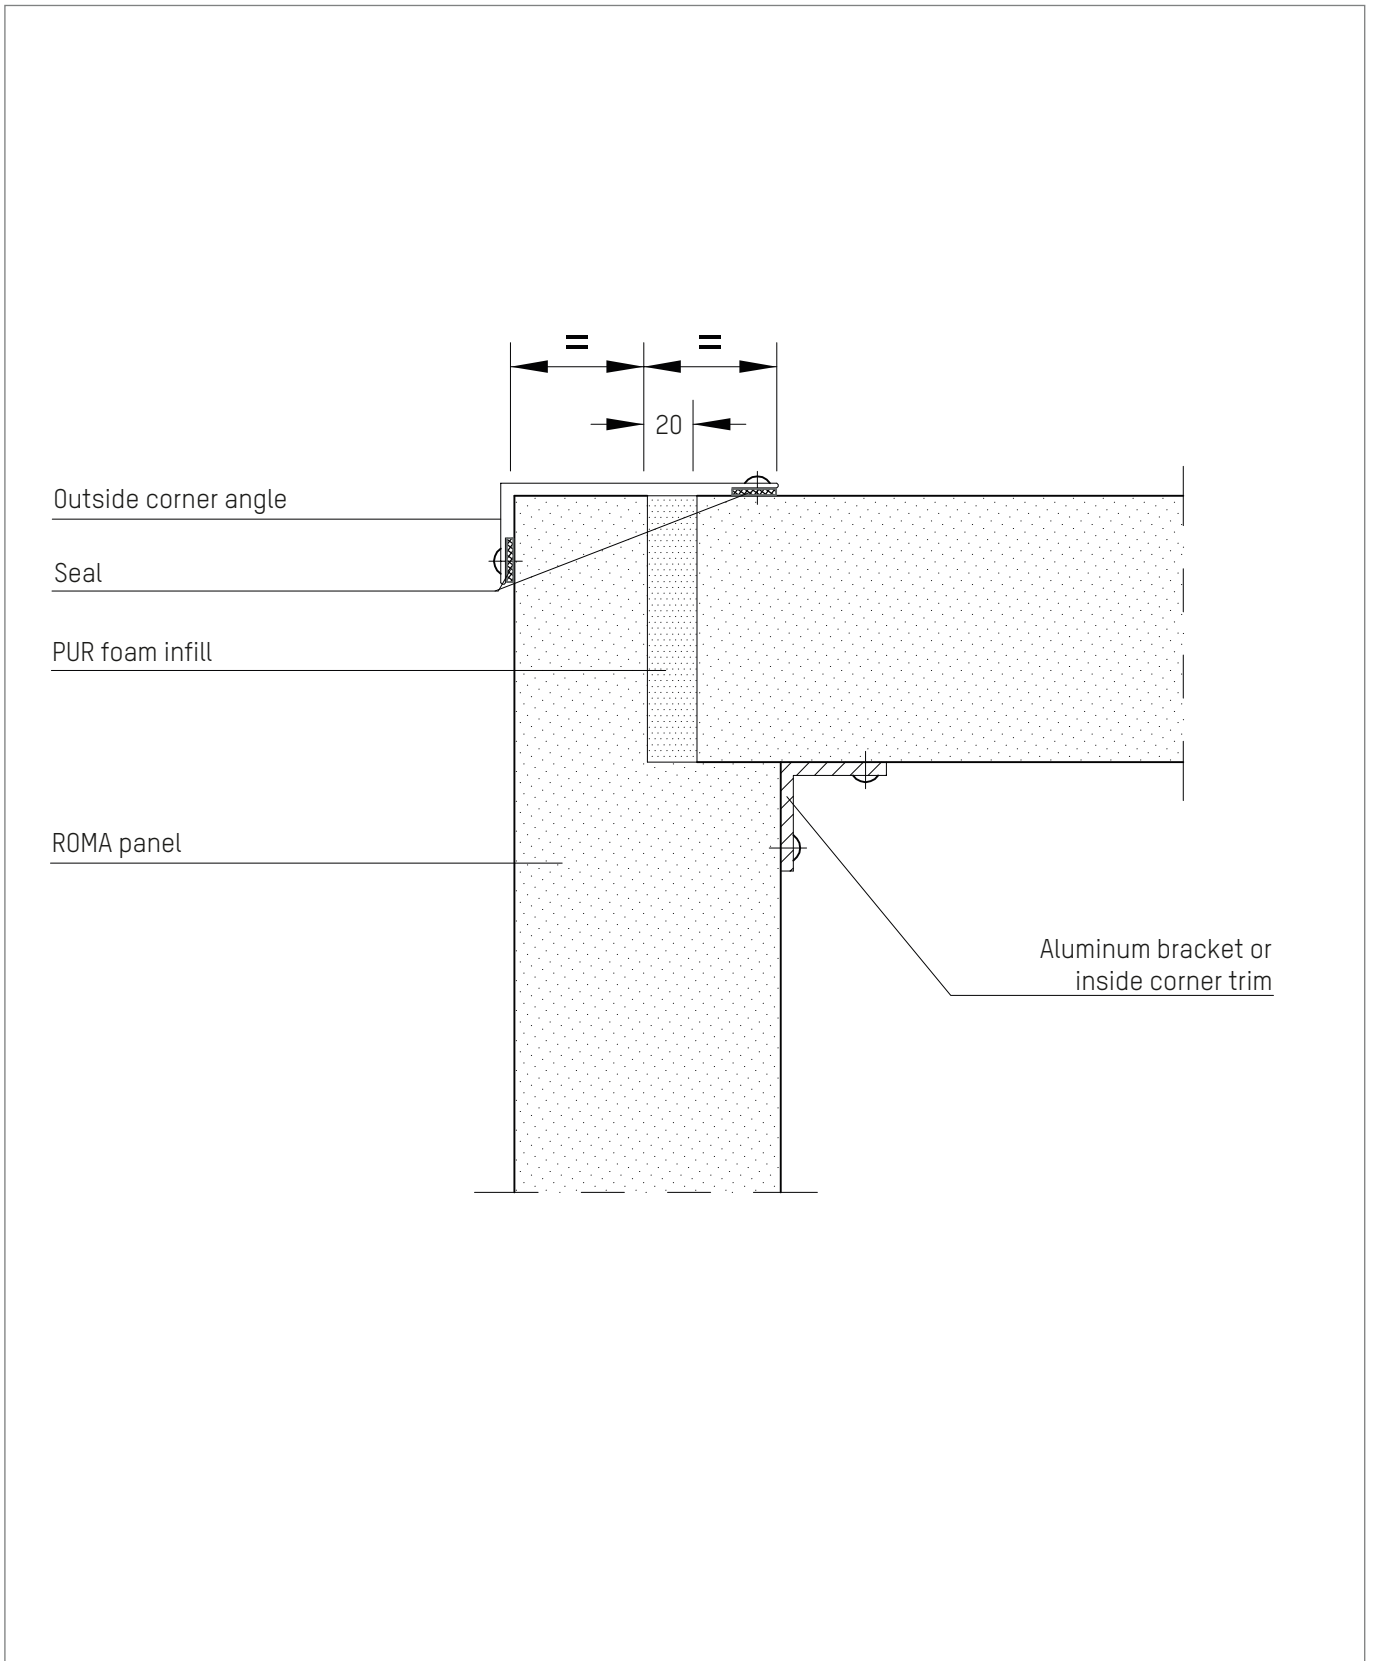 = =
20
Outside corner angle
Seal
PUR foam infill
ROMA panel
Aluminum bracket or
inside corner trim